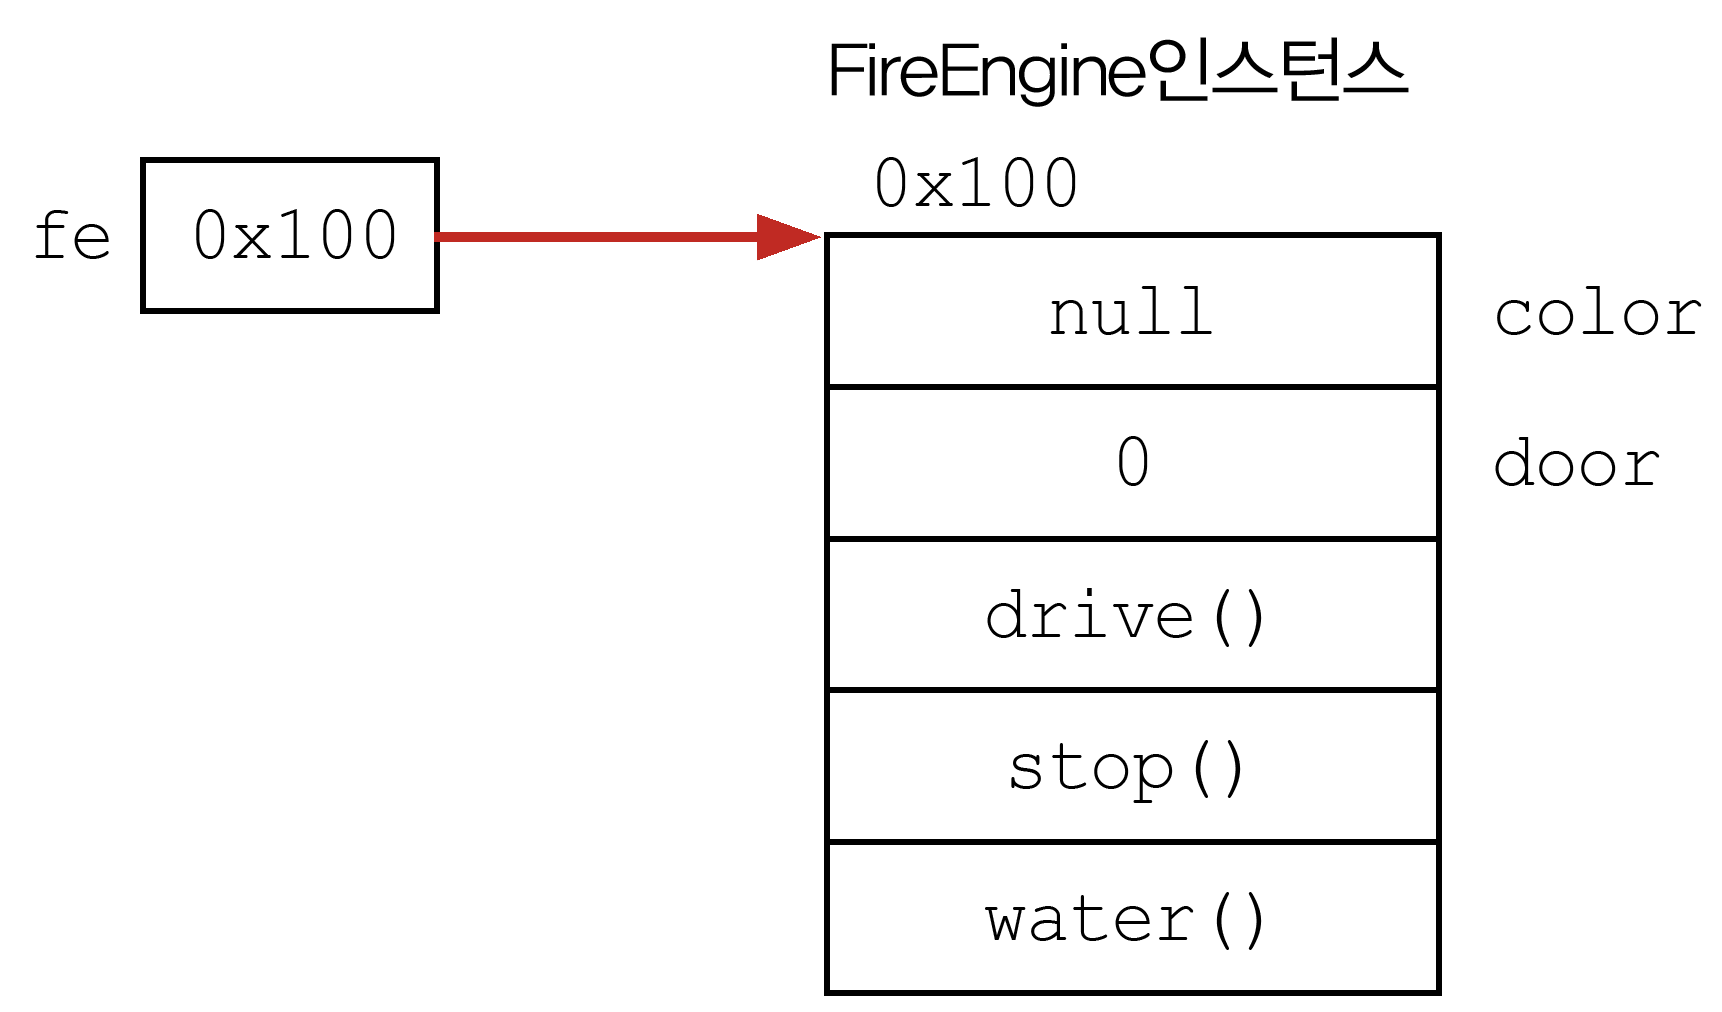 FireEngine인스턴스
0x100
fe 0x100
null color
0 door
drive()
stop()
water()